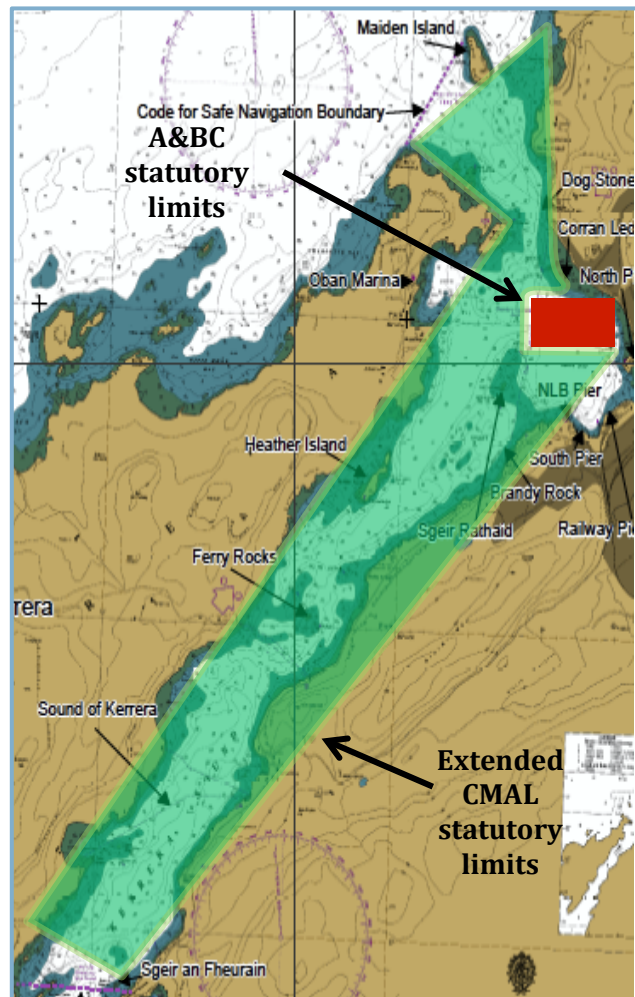 Maiden Island
Code for Safe Navigation Boundary
A&BC
statutory
limits
Dog Stone
Corran Led
North P
Oban Marina
NLB Pier
Heather Island
South Pier
Brandy Rock
Sgeir Rathaid
Railway Pie
Ferry Rocks
rrera
Sound of Kerrera
Extended
CMAL
statutory
limits
Sgeir an Fheurain